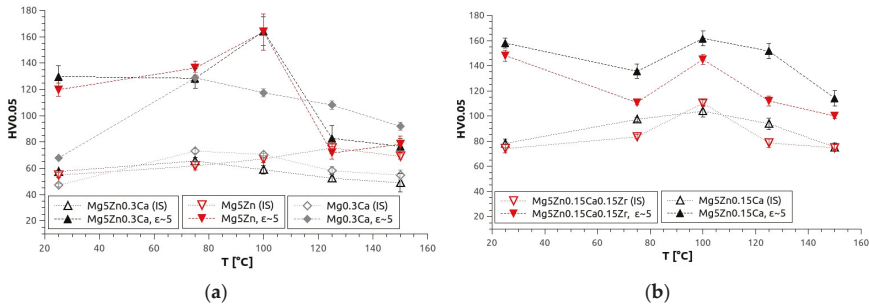 180
160
140
120
100
80
60
40
20
HV0.05
20 40 60 80 100 120 140 160
T [°C]
Mg5Zn0.3Ca (IS)
Mg5Zn0.3Ca, ε~5
Mg5Zn (IS)
Mg5Zn, ε~5
Mg0.3Ca (IS)
Mg0.3Ca, ε~5
(a)
180
160
140
120
100
80
60
40
20
HV0.05
20 40 60 80 100 120 140 160
T [°C]
Mg5Zn0.15Ca0.15Zr (IS)
Mg5Zn0.15Ca0.15Zr, ε~5
Mg5Zn0.15Ca (IS)
Mg5Zn0.15Ca, ε~5
(b)